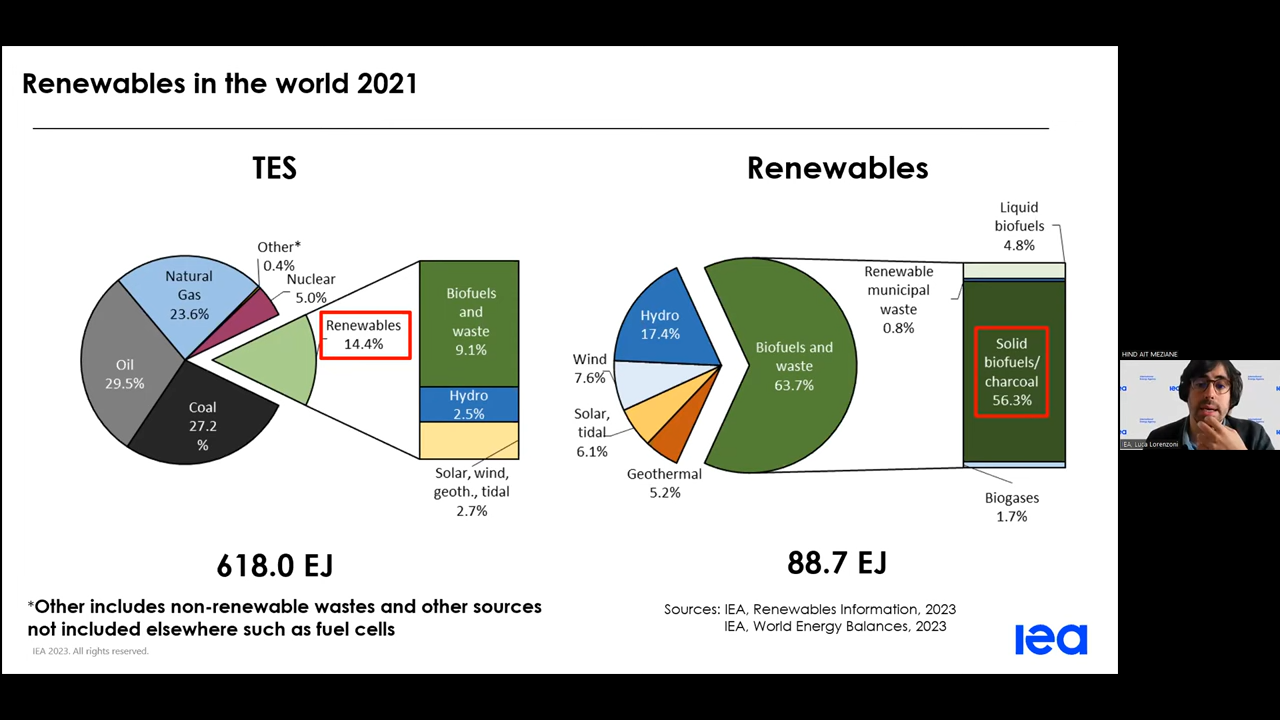 Renewables in the world 2021
TES
Renewables
Other*
0.4%
Natural
Gas
23.6%
Nuclear
5.0%
Renewables
14.4%
Oil
29.5%
Coal
27.2
%
Biofuels
and
waste
9.1%
Hydro
2.5%
Solar, wind,
geoth., tidal
2.7%
618.0 EJ
Hydro
17.4%
Wind
7.6%
Solar,
tidal
6.1%
Geothermal
5.2%
Biofuels and
waste
63.7%
Liquid
biofuels
4.8%
Renewable
municipal
waste
0.8%
Solid
biofuels/
charcoal
56.3%
Biogases
1.7%
88.7 EJ
*Other includes non-renewable wastes and other sources
not included elsewhere such as fuel cells
IEA 2023. All rights reserved.
Sources: IEA, Renewables Information, 2023
IEA, World Energy Balances, 2023
iea
HIND AIT MEZIANE
IEA, Luca Lorenzoni